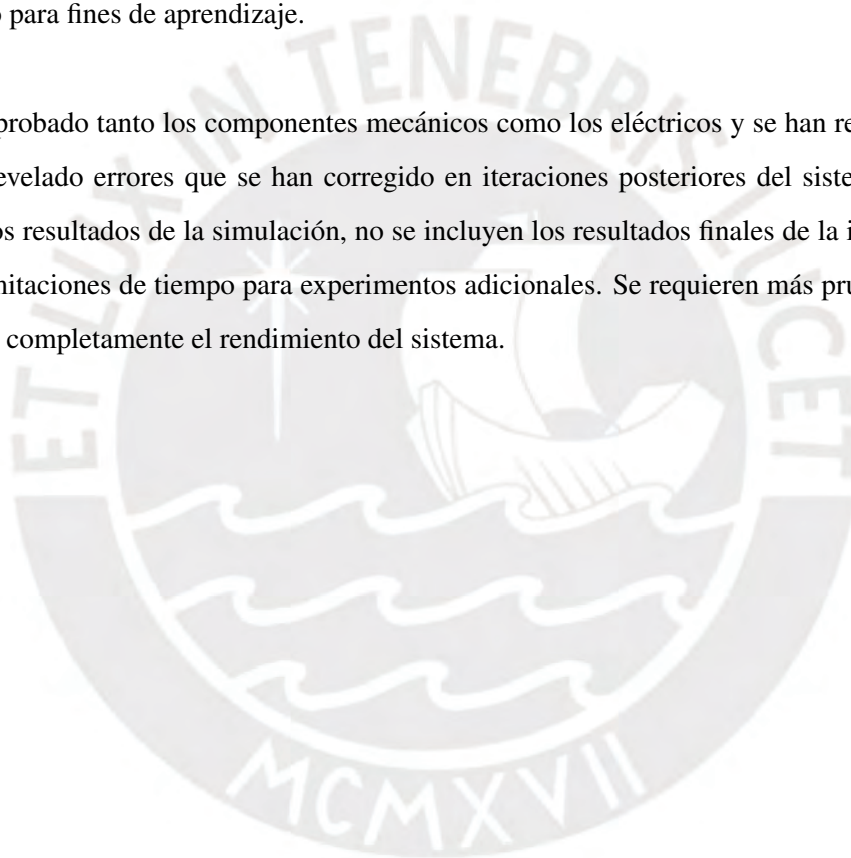 o para fines de aprendizaje.
probado tanto los componentes mecánicos como los eléctricos y se han re
evelado errores que se han corregido en iteraciones posteriores del siste
os resultados de la simulación, no se incluyen los resultados finales de la i
mitaciones de tiempo para experimentos adicionales. Se requieren más pru
completamente el rendimiento del sistema.
ET LUX IN TENEBRIS LUCET
MCMXVII